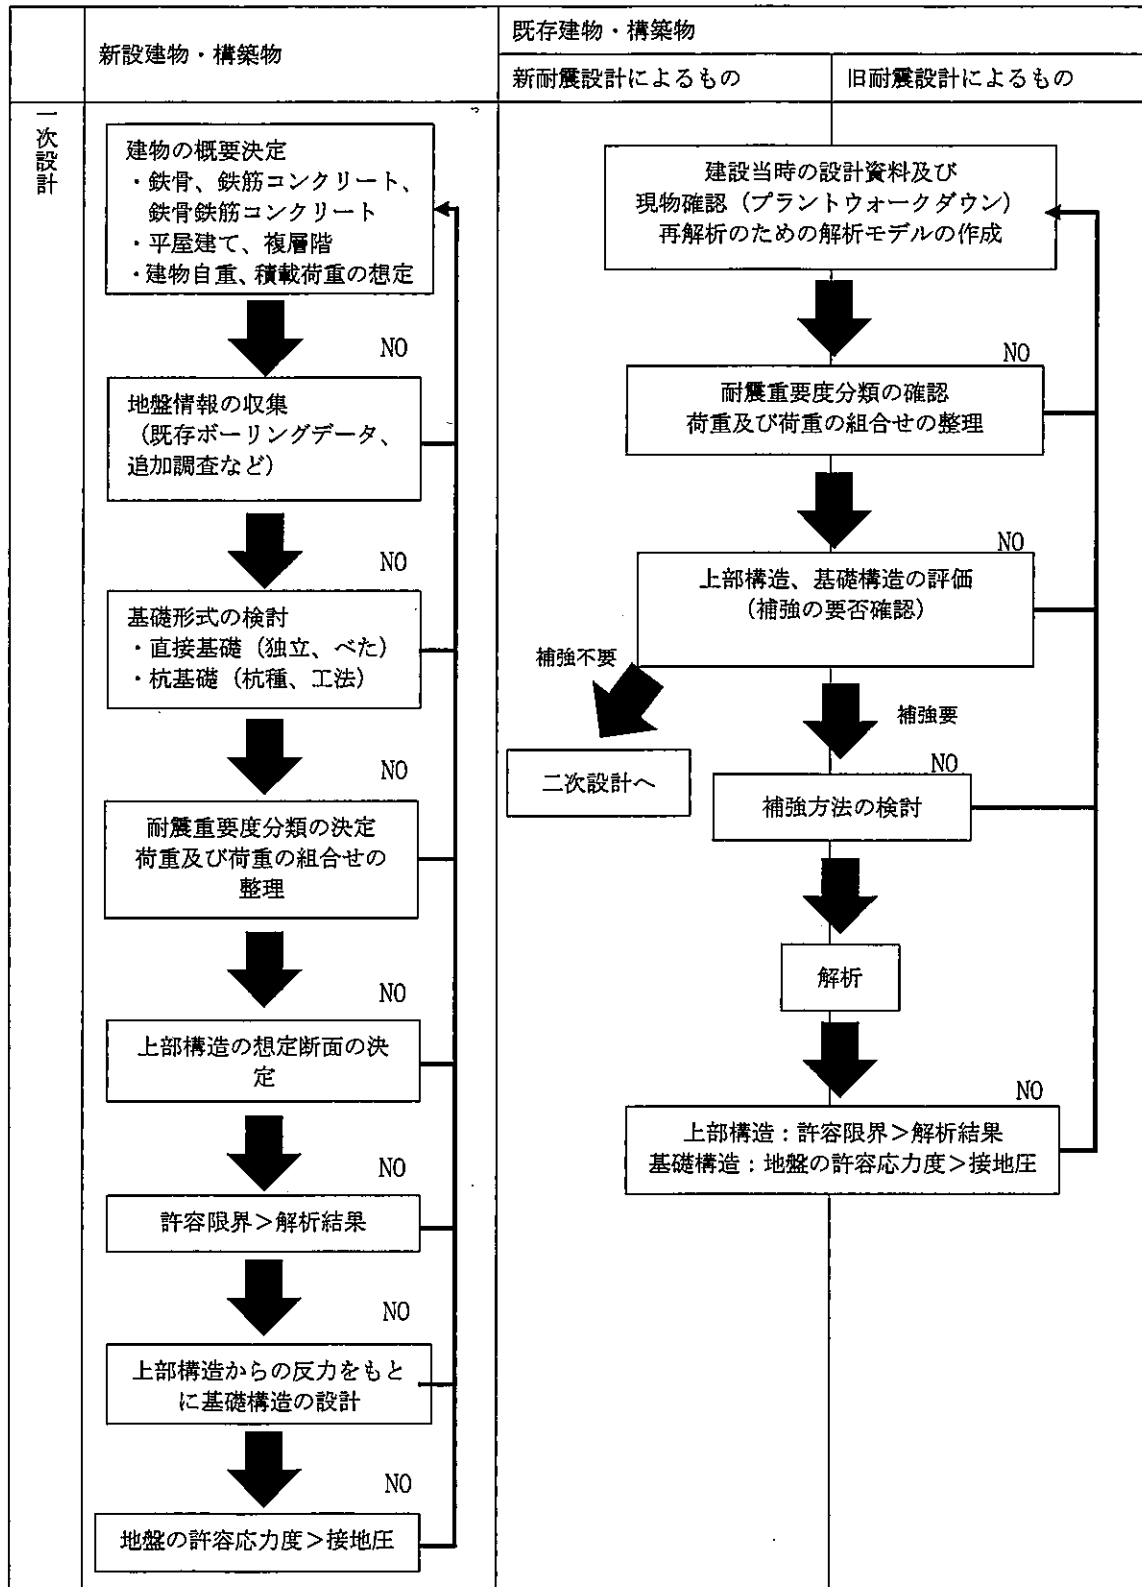 新設建物・構築物
既存建物・構築物
新耐震設計によるもの
旧耐震設計によるもの
一次設計
建物の概要決定
・鉄骨、鉄筋コンクリート、
鉄骨鉄筋コンクリート
・平屋建て、複層階
・建物自重、積載荷重の想定
NO
地盤情報の収集
（既存ボーリングデータ、
追加調査など）
NO
基礎形式の検討
・直接基礎（独立、べた）
・杭基礎（杭種、工法）
NO
耐震重要度分類の決定
荷重及び荷重の組合せの
整理
NO
上部構造の想定断面の決
定
NO
許容限界＞解析結果
NO
上部構造からの反力をもと
に基礎構造の設計
NO
地盤の許容応力度＞接地圧
建設当時の設計資料及び
現物確認（プラントウォークダウン）
再解析のための解析モデルの作成
NO
耐震重要度分類の確認
荷重及び荷重の組合せの整理
NO
上部構造、基礎構造の評価
（補強の要否確認）
補強不要
補強要
二次設計へ
NO
補強方法の検討
解析
NO
上部構造：許容限界＞解析結果
基礎構造：地盤の許容応力度＞接地圧